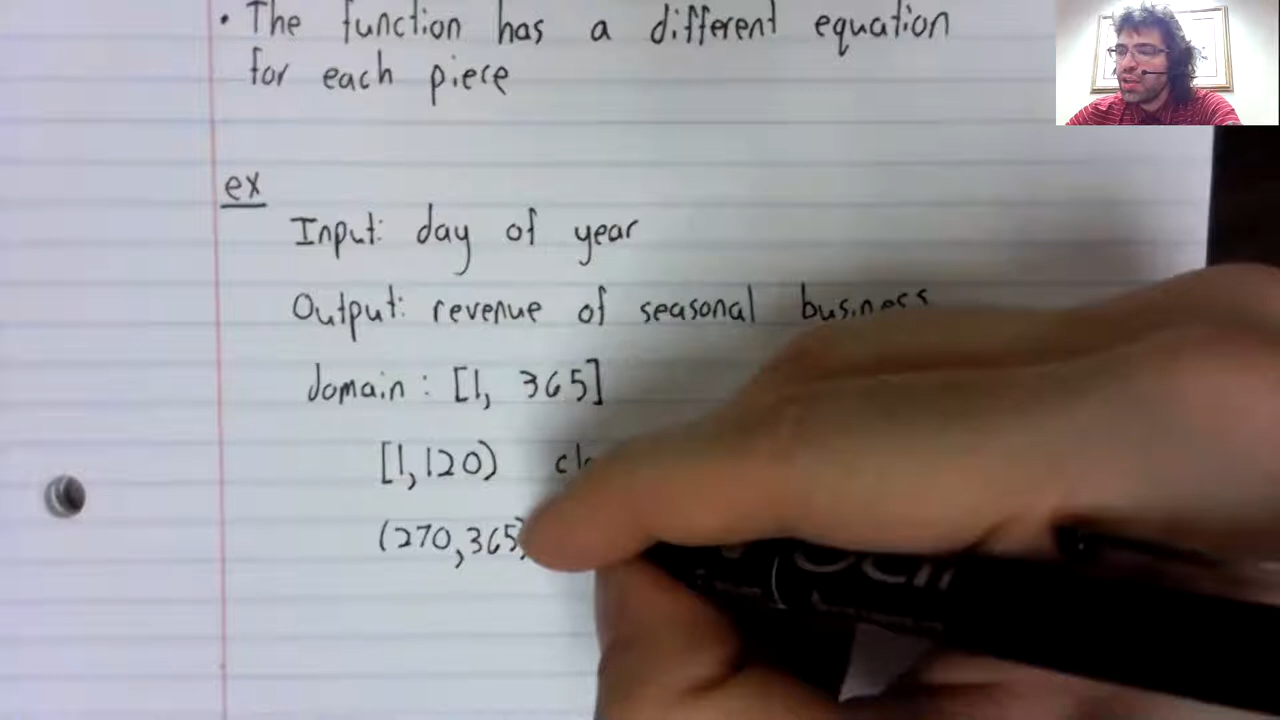 • The function has a different equation
for each piece
ex
Input: day of year
Output: revenue of seasonal business
domain: [1, 365]
[1,120)
(270,365]